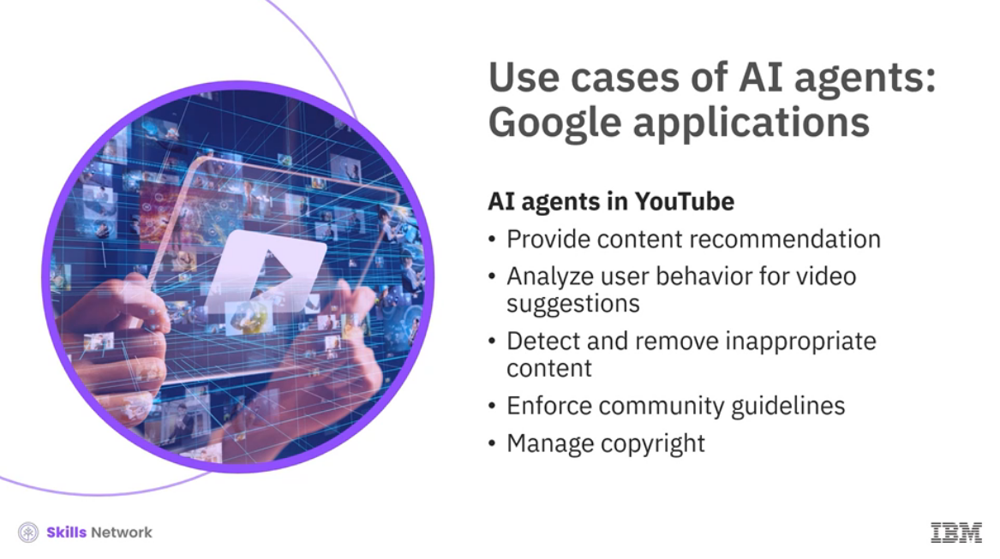 Use cases of AI agents:
Google applications
AI agents in YouTube
• Provide content recommendation
• Analyze user behavior for video
suggestions
• Detect and remove inappropriate
content
• Enforce community guidelines
• Manage copyright
Skills Network
IBM